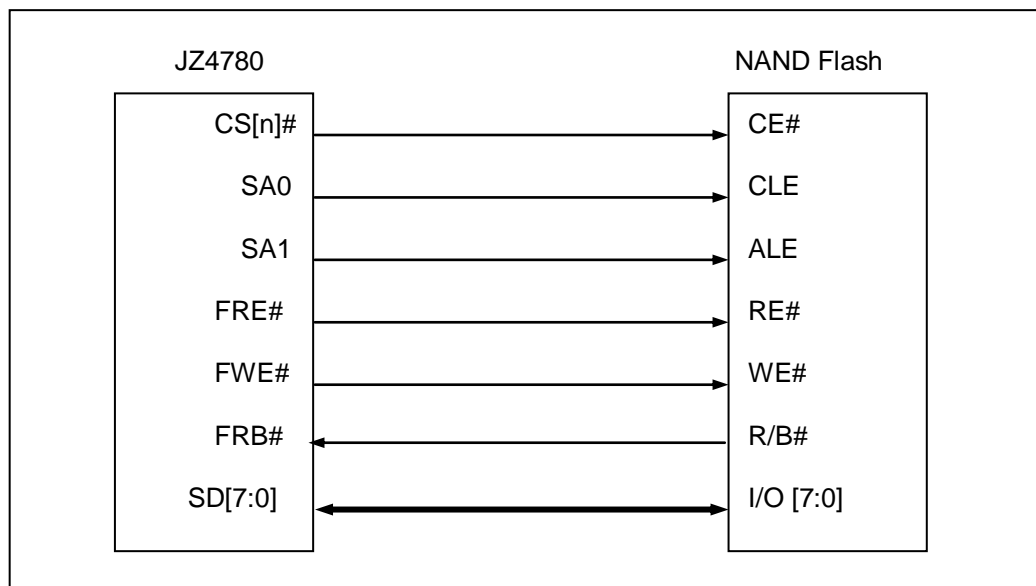 JZ4780 NAND Flash
CS[n]# CE#
SA0 CLE
SA1 ALE
FRE# RE#
FWE# WE#
FRB# R/B#
SD[7:0] I/O [7:0]